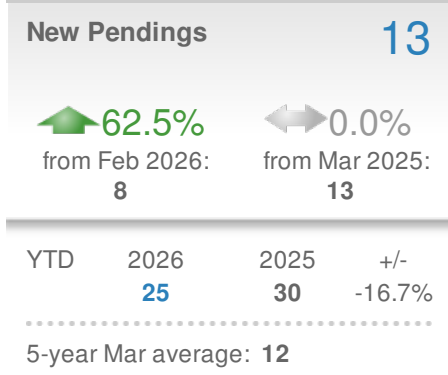 New Pendings 13
62.5% 0.0%
from Feb 2026: from Mar 2025:
8 13
YTD 2026 2025 +/-
25 30 -16.7%
5-year Mar average: 12